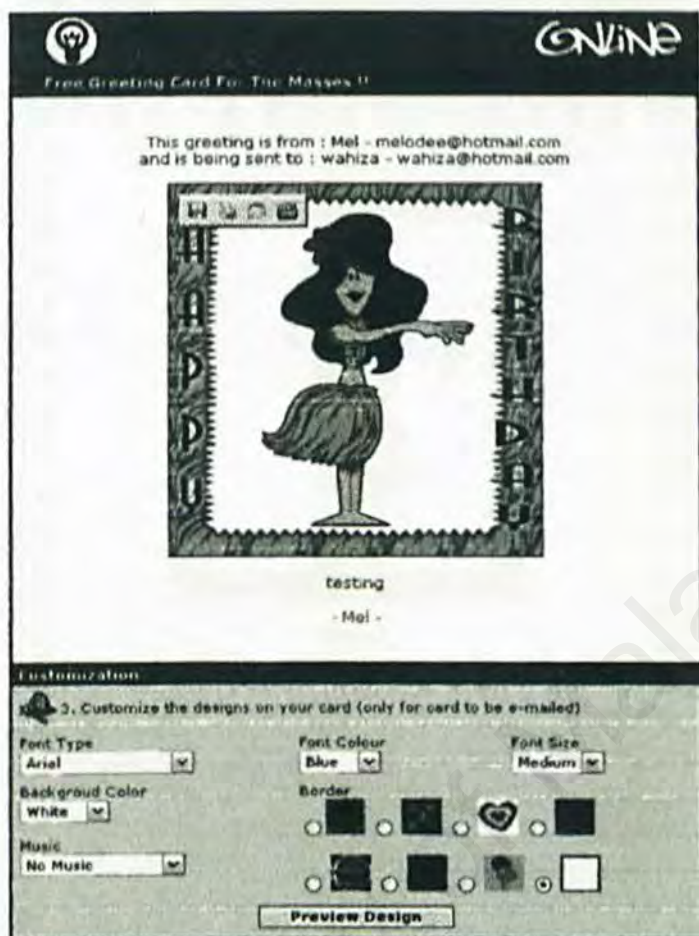 ONLINE
Free Greeting Card For The Masses !!
This greeting is from : Mel - melodee@hotmail.com
and is being sent to : wahiza - wahiza@hotmail.com
HAPPY
BIRTHDAY
testing
- Mel -
Customization
3. Customize the designs on your card (only for card to be e-mailed)
Font Type
Font Colour
Font Size
Arial
Blue
Medium
Backgroud Color
Border
White
Music
No Music
Preview Design